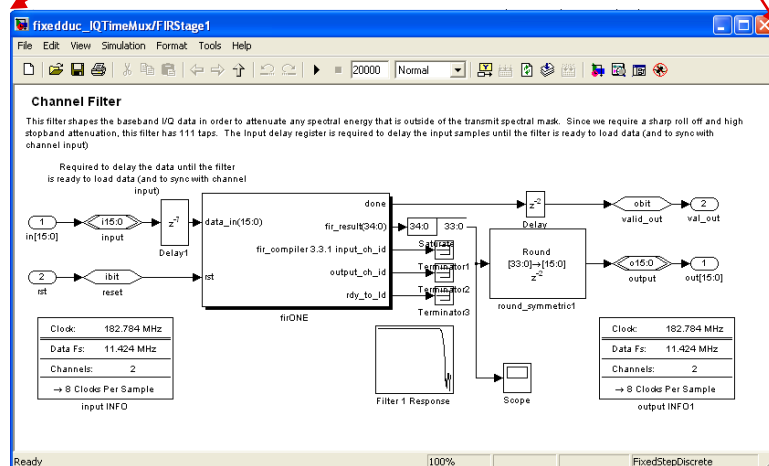 fixedduc_IQTimeMux/FIRStage1
File Edit View Simulation Format Tools Help
20000 Normal
Channel Filter
This filter shapes the baseband I/Q data in order to attenuate any spectral energy that is outside of the transmit spectral mask. Since we require a sharp roll off and high
stopband attenuation, this filter has 111 taps. The Input delay register is required to delay the input samples until the filter is ready to load data (and to sync with
channel input)
Required to delay the data until the filter
is ready to load data (and to sync with channel
input)
1
in[15:0]
i15:0
input
z-7
Delay1
data_in(15:0)
2
rst
ibit
reset
rst
done
fir_result(34:0)
fir_compiler 3.3.1 input_ch_id
output_ch_id
rdy_to_ld
firONE
34:0 33:0
Saturate
Terminator1
Terminator2
Terminator3
z-2
Delay
obit
valid_out
2
val_out
Round
[33:0]→[15:0]
z-2
round_symmetric1
o15:0
output
1
out[15:0]
Clock: 182.784 MHz
Data Fs: 11.424 MHz
Channels: 2
→ 8 Clocks Per Sample
input INFO
Filter 1 Response
Scope
Clock: 182.784 MHz
Data Fs: 11.424 MHz
Channels: 2
→ 8 Clocks Per Sample
output INFO1
Ready 100% FixedStepDiscrete